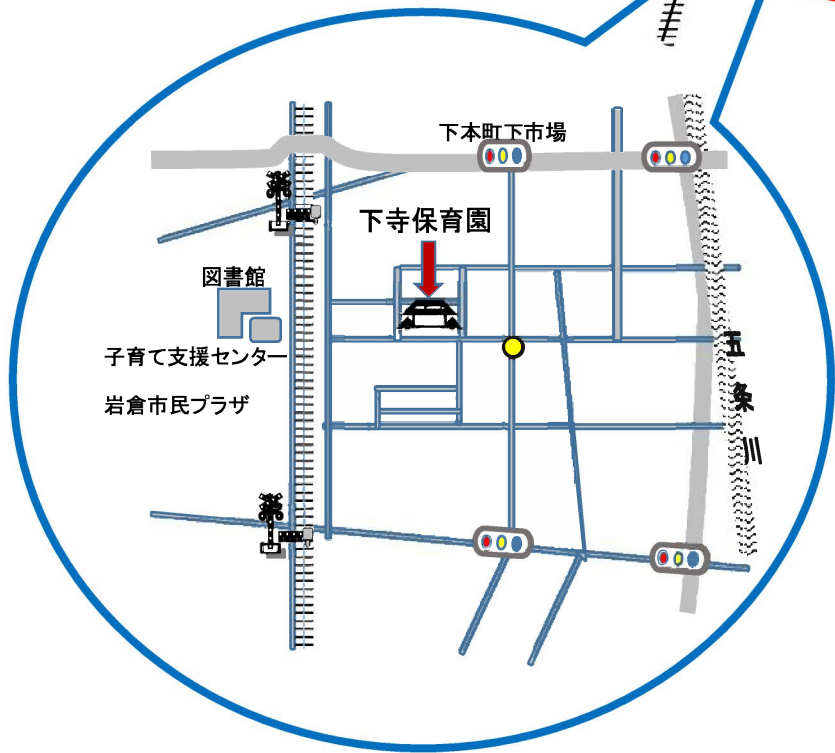 下本町下市場
下寺保育園
図書館
子育て支援センター
岩倉市民プラザ
五条川